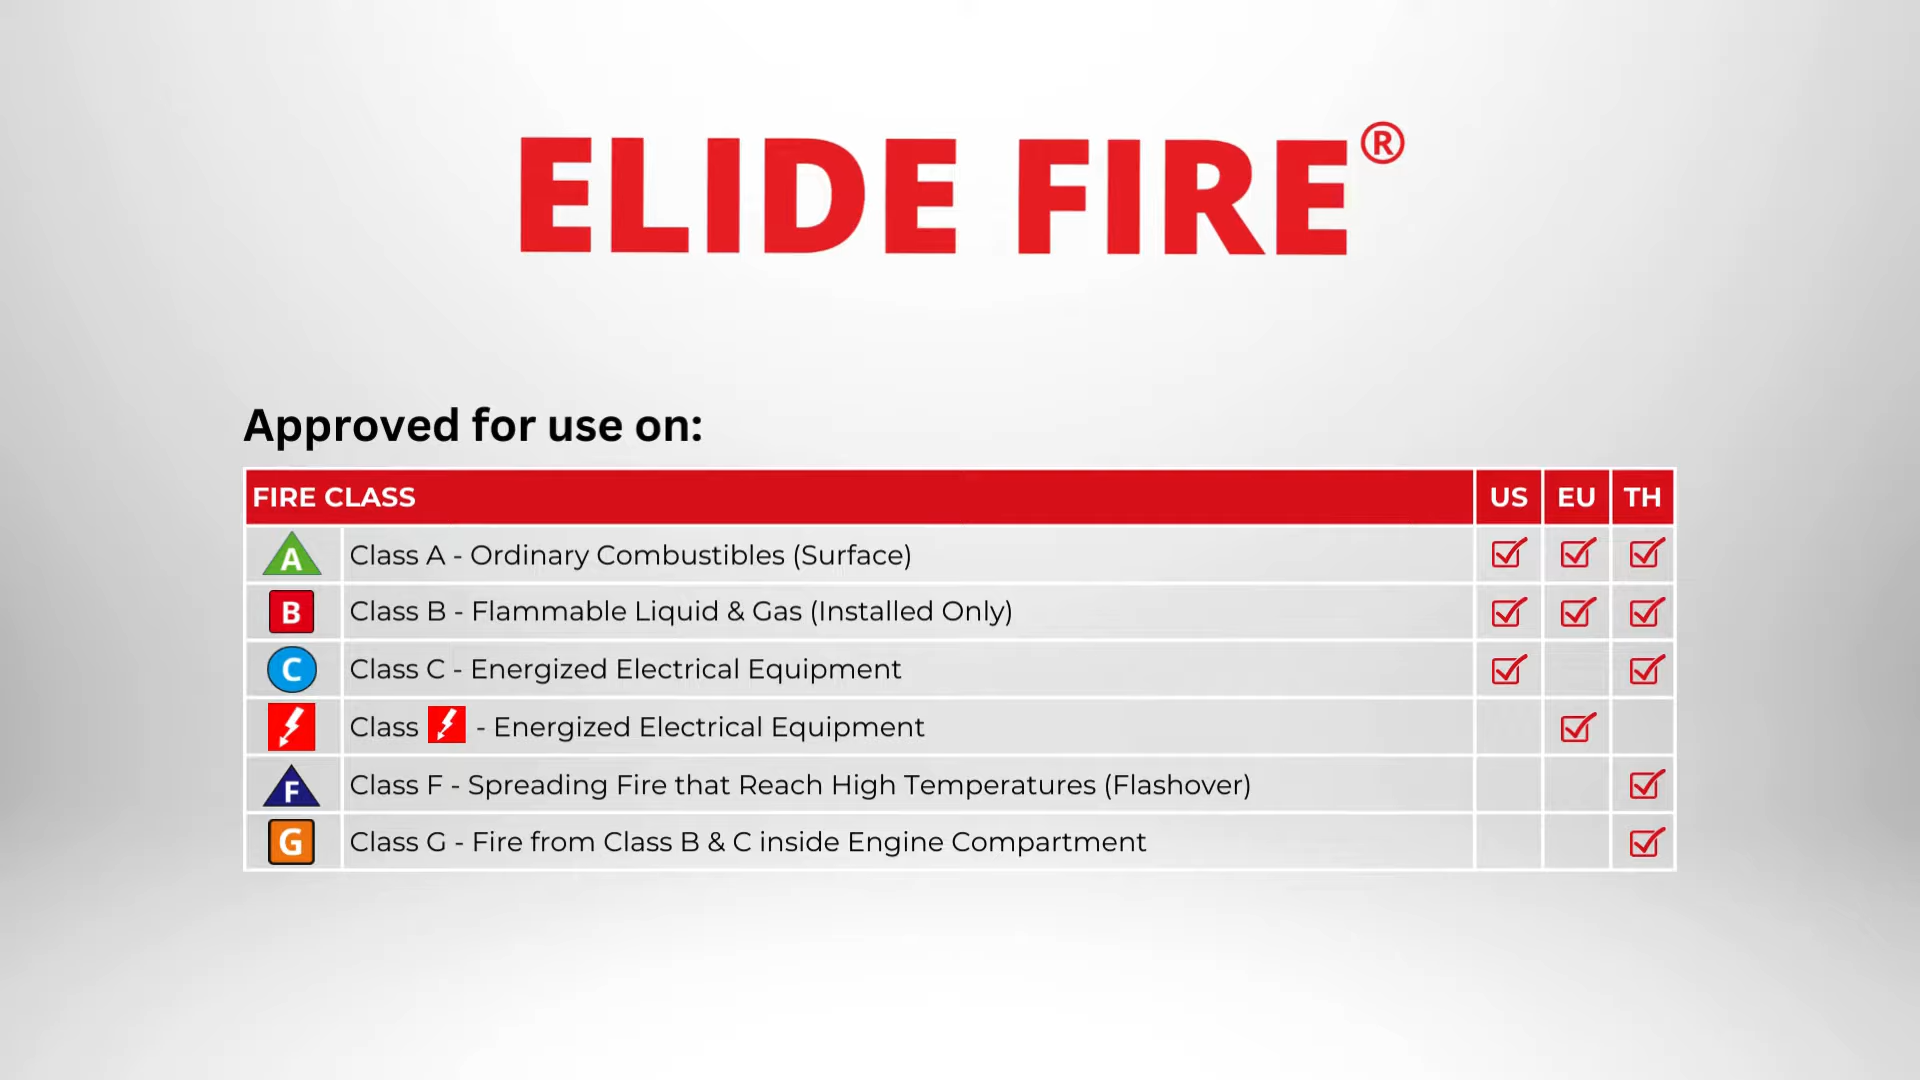 ELIDE FIRE®
Approved for use on:
FIRE CLASS US EU TH
A Class A - Ordinary Combustibles (Surface)
B Class B - Flammable Liquid & Gas (Installed Only)
C Class C - Energized Electrical Equipment
Class - Energized Electrical Equipment
F Class F - Spreading Fire that Reach High Temperatures (Flashover)
G Class G - Fire from Class B & C inside Engine Compartment